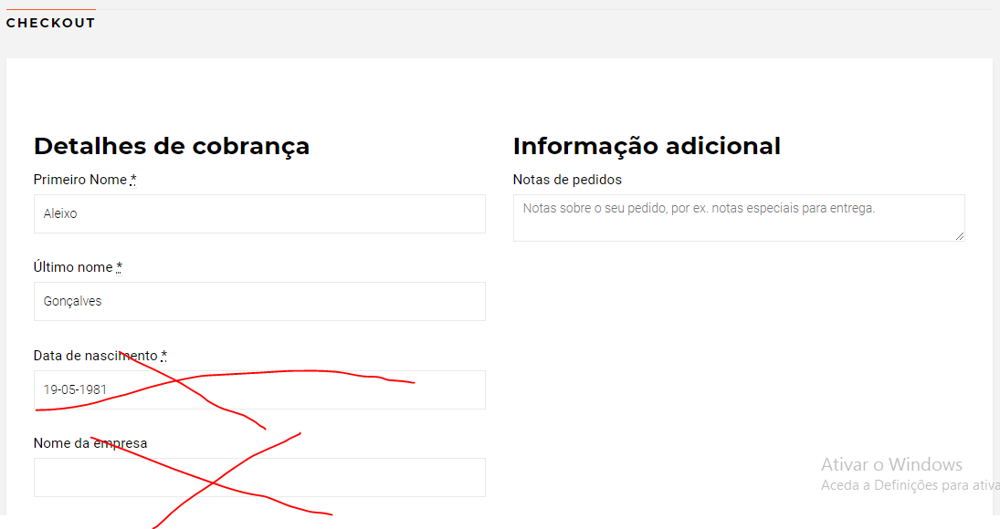 CHECKOUT
Detalhes de cobrança
Primeiro Nome *
Aleixo
Último nome *
Gonçalves
Data de nascimento *
19-05-1981
Nome da empresa
Informação adicional
Notas de pedidos
Notas sobre o seu pedido, por ex. notas especiais para entrega.
Ativar o Windows
Aceda a Definições para ativa